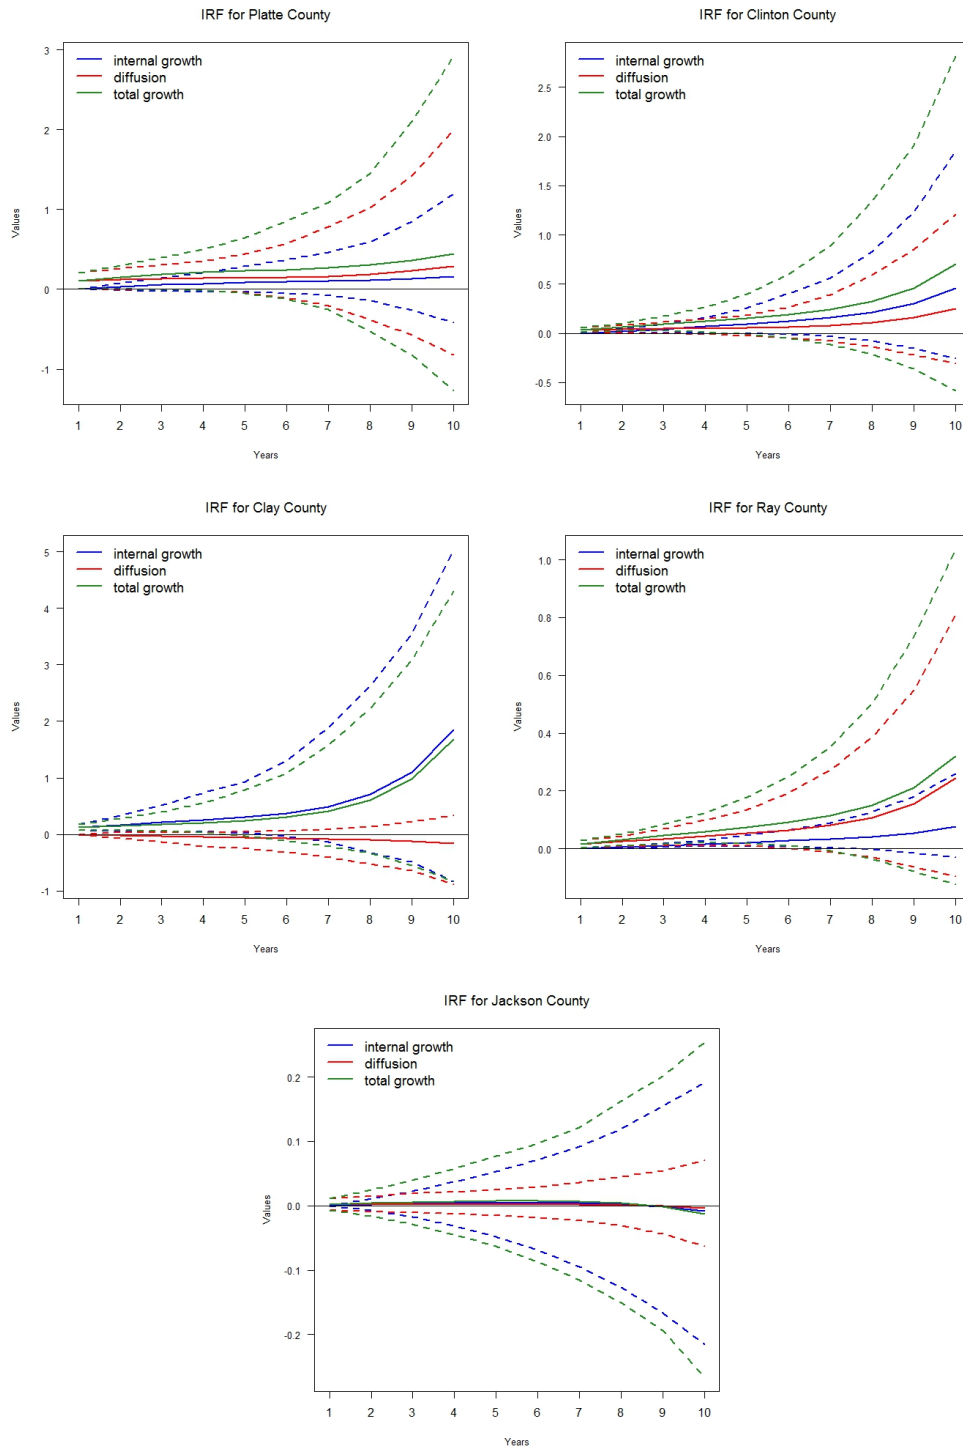 IRF for Platte County
internal growth
diffusion
total growth
3
2
1
0
-1
Values
1 2 3 4 5 6 7 8 9 10
Years
IRF for Clinton County
internal growth
diffusion
total growth
2.5
2.0
1.5
1.0
0.5
0.0
-0.5
Values
1 2 3 4 5 6 7 8 9 10
Years
IRF for Clay County
internal growth
diffusion
total growth
5
4
3
2
1
0
-1
Values
1 2 3 4 5 6 7 8 9 10
Years
IRF for Ray County
internal growth
diffusion
total growth
1.0
0.8
0.6
0.4
0.2
0.0
Values
1 2 3 4 5 6 7 8 9 10
Years
IRF for Jackson County
internal growth
diffusion
total growth
0.2
0.1
0.0
-0.1
-0.2
Values
1 2 3 4 5 6 7 8 9 10
Years